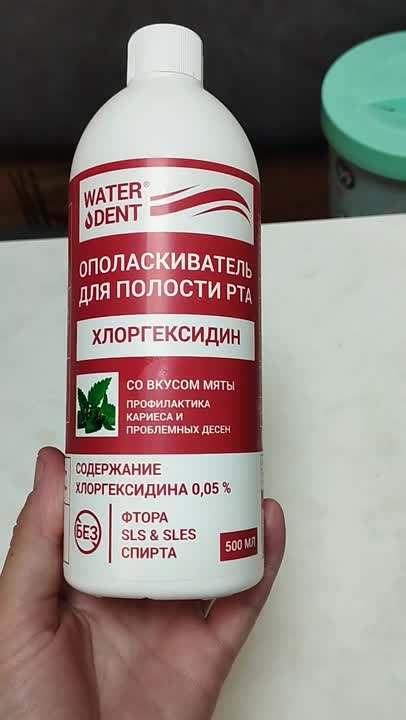 WATER®
DENT
ОПОЛАСКИВАТЕЛЬ
ДЛЯ ПОЛОСТИ РТА
ХЛОРГЕКСИДИН
СО ВКУСОМ МЯТЫ
ПРОФИЛАКТИКА
КАРИЕСА И
ПРОБЛЕМНЫХ ДЕСЕН
СОДЕРЖАНИЕ
ХЛОРГЕКСИДИНА 0,05 %
БЕЗ
ФТОРА
SLS & SLES
СПИРТА
500 МЛ